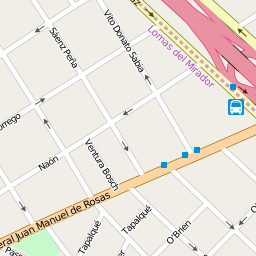 Vito Donato Sabia
Sáenz Peña
Lomas del Mirador
Naón
Ventura Bosch
eral Juan Manuel de Rosas
Tapalqué
Tapalqué
O'Brien